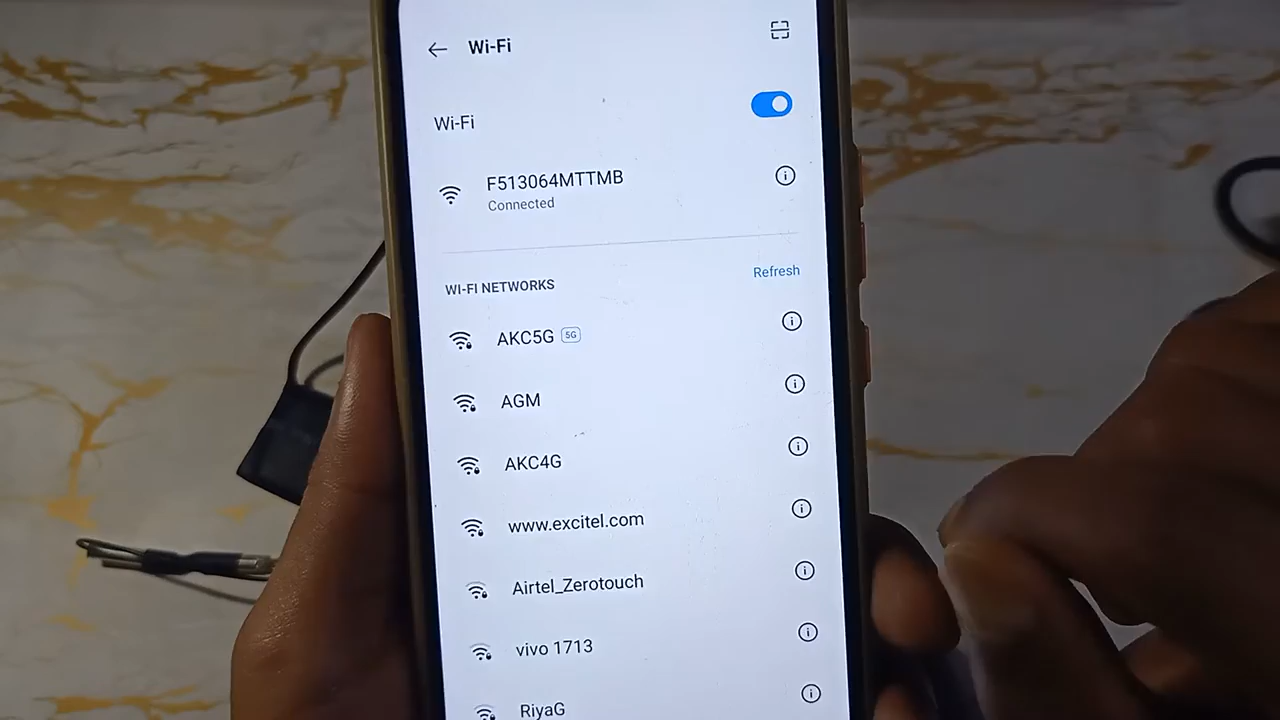 Wi-Fi
Wi-Fi
F513064MTTMB
Connected
WI-FI NETWORKS
Refresh
AKC5G 5G
AGM
AKC4G
www.excitel.com
Airtel_Zerotouch
vivo 1713
RiyaG